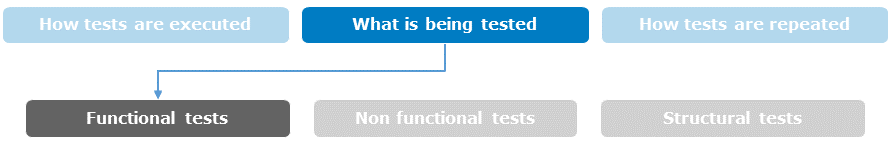 How tests are executed
What is being tested
How tests are repeated
Functional tests
Non functional tests
Structural tests